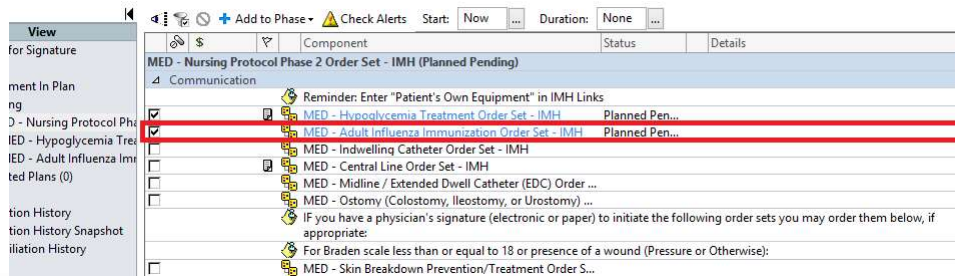 View
for Signature
ment In Plan
ng
D - Nursing Protocol Pha
IED - Hypoglycemia Trea
IED - Adult Influenza Imr
ted Plans (0)
tion History
tion History Snapshot
iliation History
Add to Phase
Check Alerts
Start: Now ...
Duration: None ...
$ Component Status Details
MED - Nursing Protocol Phase 2 Order Set - IMH (Planned Pending)
Communication
Reminder: Enter "Patient's Own Equipment" in IMH Links
MED - Hypoglycemia Treatment Order Set - IMH Planned Pen...
MED - Adult Influenza Immunization Order Set - IMH Planned Pen...
MED - Indwelling Catheter Order Set - IMH
MED - Central Line Order Set - IMH
MED - Midline / Extended Dwell Catheter (EDC) Order ...
MED - Ostomy (Colostomy, Ileostomy, or Urostomy) ...
IF you have a physician's signature (electronic or paper) to initiate the following order sets you may order them below, if
appropriate:
For Braden scale less than or equal to 18 or presence of a wound (Pressure or Otherwise):
MED - Skin Breakdown Prevention/Treatment Order S...